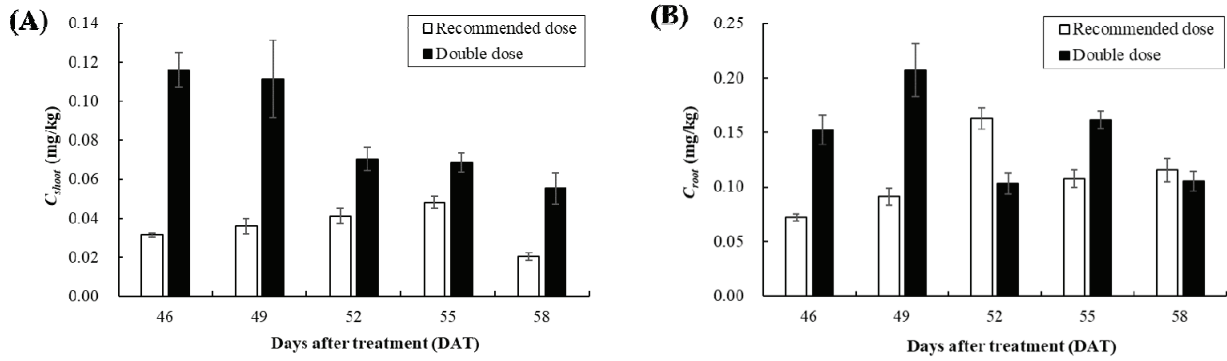 (A)
0.14
0.12
0.10
0.08
0.06
0.04
0.02
0.00
C_shoot (mg/kg)
Recommended dose
Double dose
46 49 52 55 58
Days after treatment (DAT)
(B)
0.25
0.20
0.15
0.10
0.05
0.00
C_root (mg/kg)
Recommended dose
Double dose
46 49 52 55 58
Days after treatment (DAT)